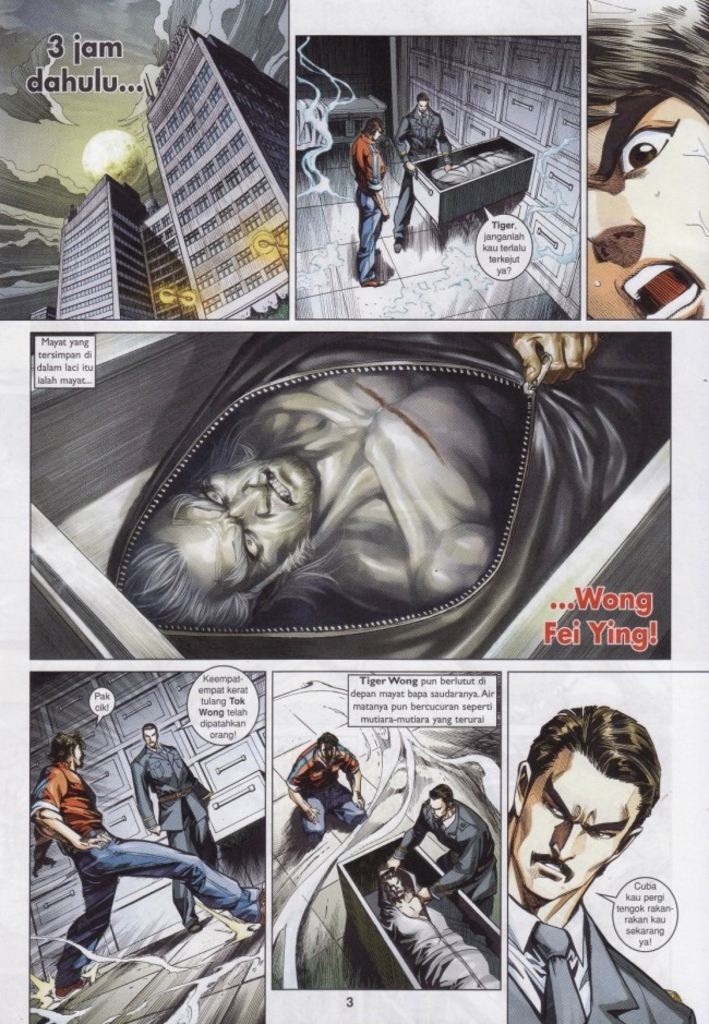 3 jam
dahulu...
Tiger,
janganlah
kau terlalu
terkejut
ya?
Mayat yang
tersimpan di
dalam laci itu
ialah mayat...
...Wong
Fei Ying!
Pak
cik!
Keempat-
empat kerat
tulang Tok
Wong telah
dipatahkan
orang!
Tiger Wong pun berlutut di
depan mayat bapa saudaranya. Air
matanya pun bercucuran seperti
mutiara-mutiara yang terurai
Cuba
kau pergi
tengok rakan-
rakan kau
sekarang
ya!
3